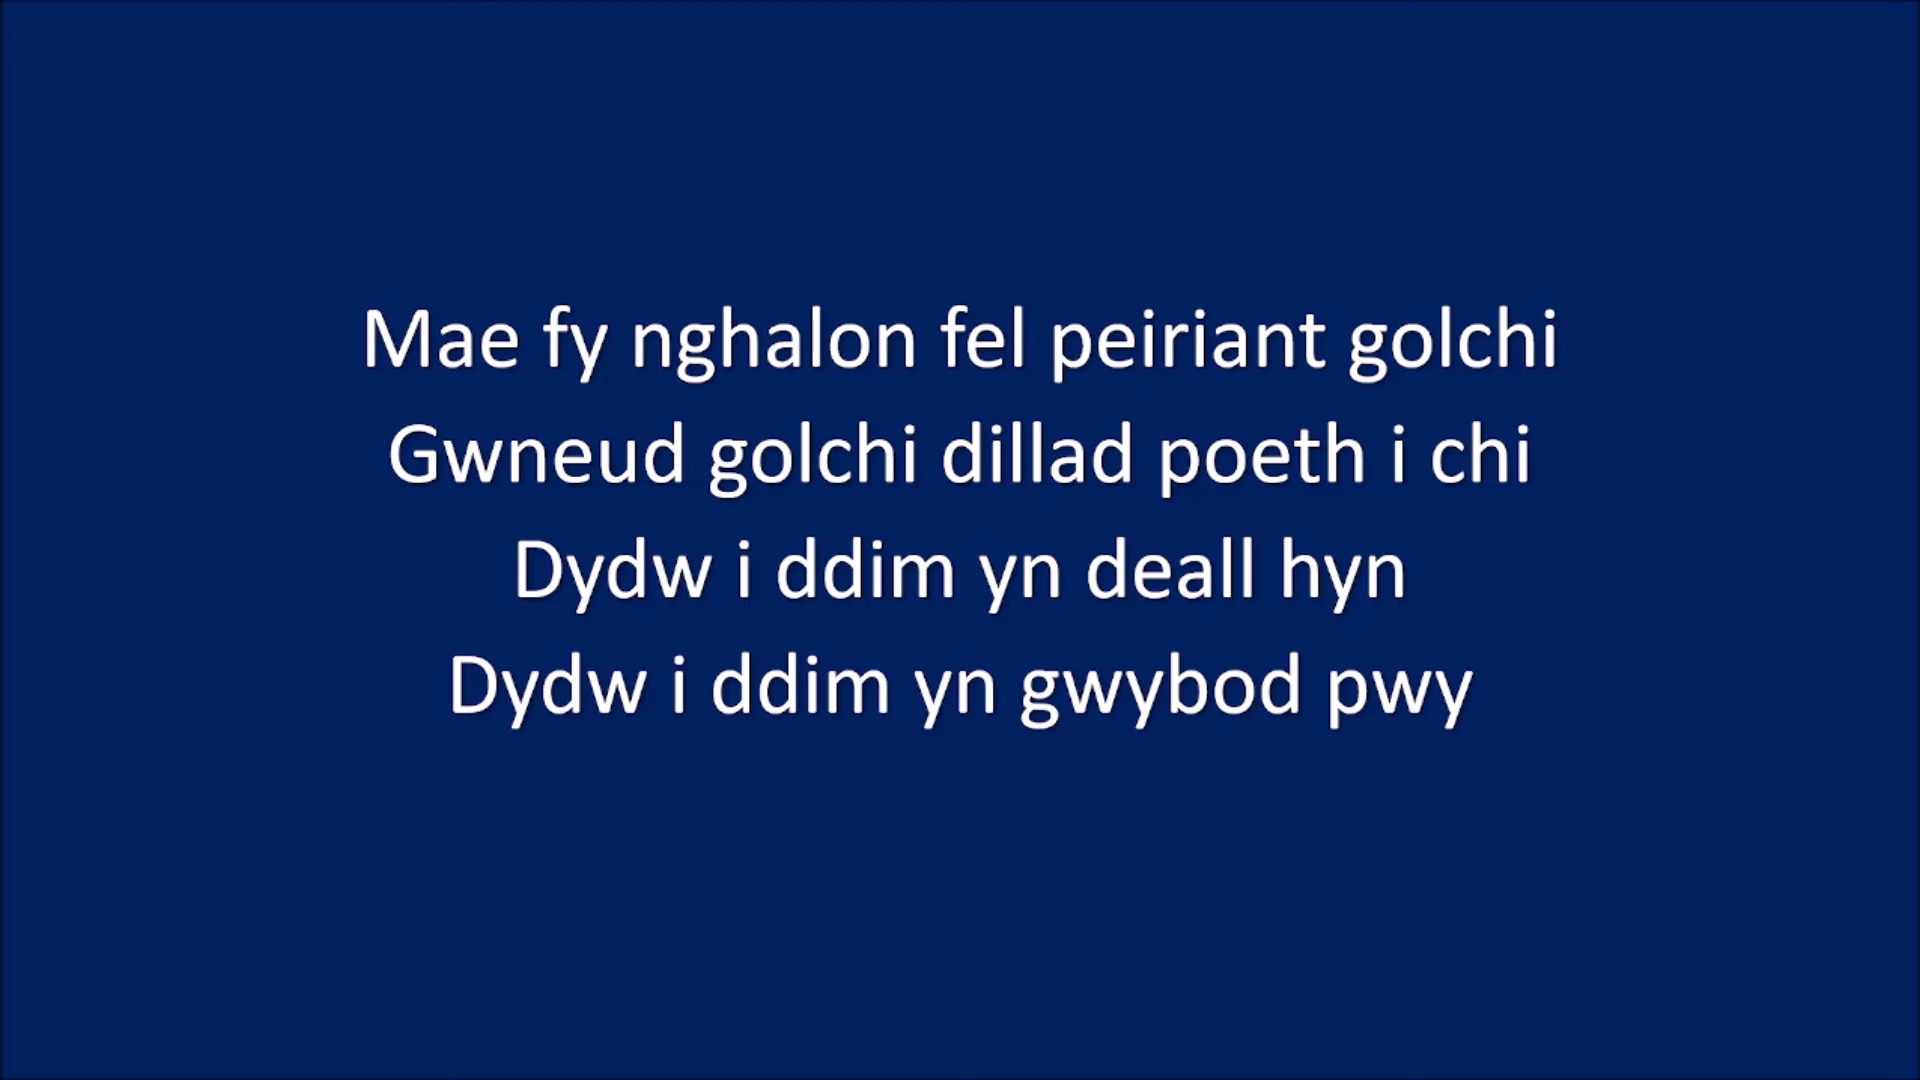 Mae fy nghalon fel peiriant golchi
Gwneud golchi dillad poeth i chi
Dydw i ddim yn deall hyn
Dydw i ddim yn gwybod pwy